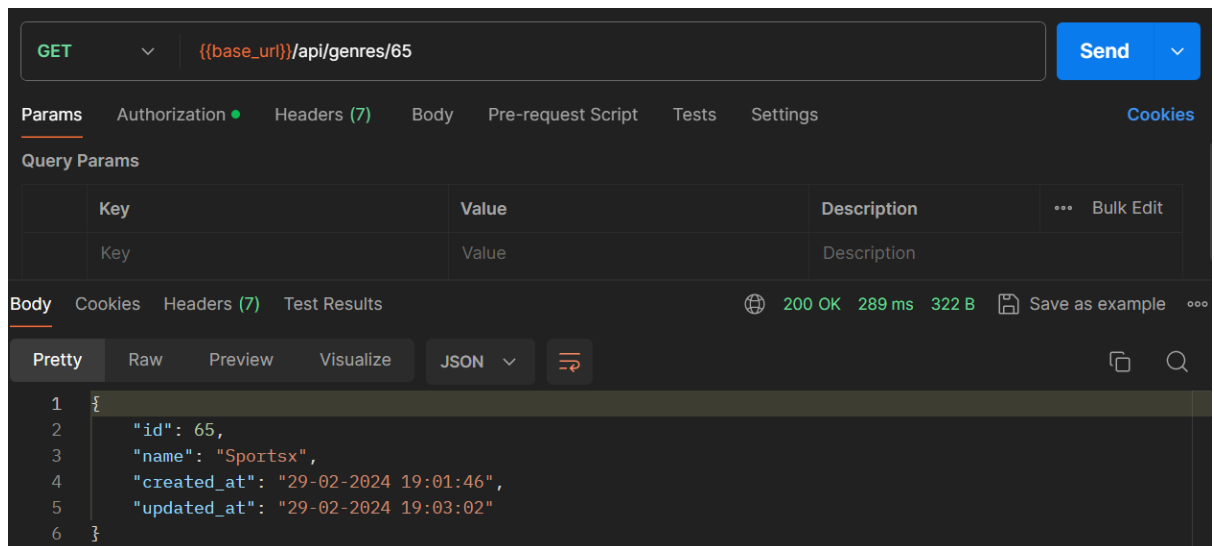 GET {{base_url}}/api/genres/65 Send
Params Authorization Headers (7) Body Pre-request Script Tests Settings Cookies
Query Params
Key Value Description ooo Bulk Edit
Key Value Description
Body Cookies Headers (7) Test Results 200 OK 289 ms 322 B Save as example ooo
Pretty Raw Preview Visualize JSON
1 {
2 "id": 65,
3 "name": "Sportsx",
4 "created_at": "29-02-2024 19:01:46",
5 "updated_at": "29-02-2024 19:03:02"
6 }